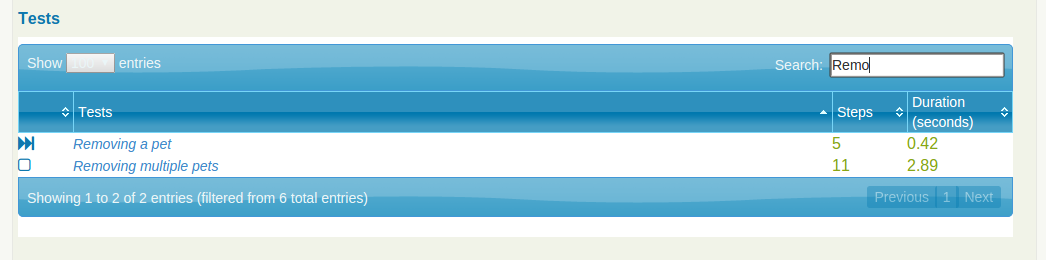 Tests
Show 100 entries
Search: Remo
Tests Steps Duration (seconds)
Removing a pet 5 0.42
Removing multiple pets 11 2.89
Showing 1 to 2 of 2 entries (filtered from 6 total entries)
Previous 1 Next